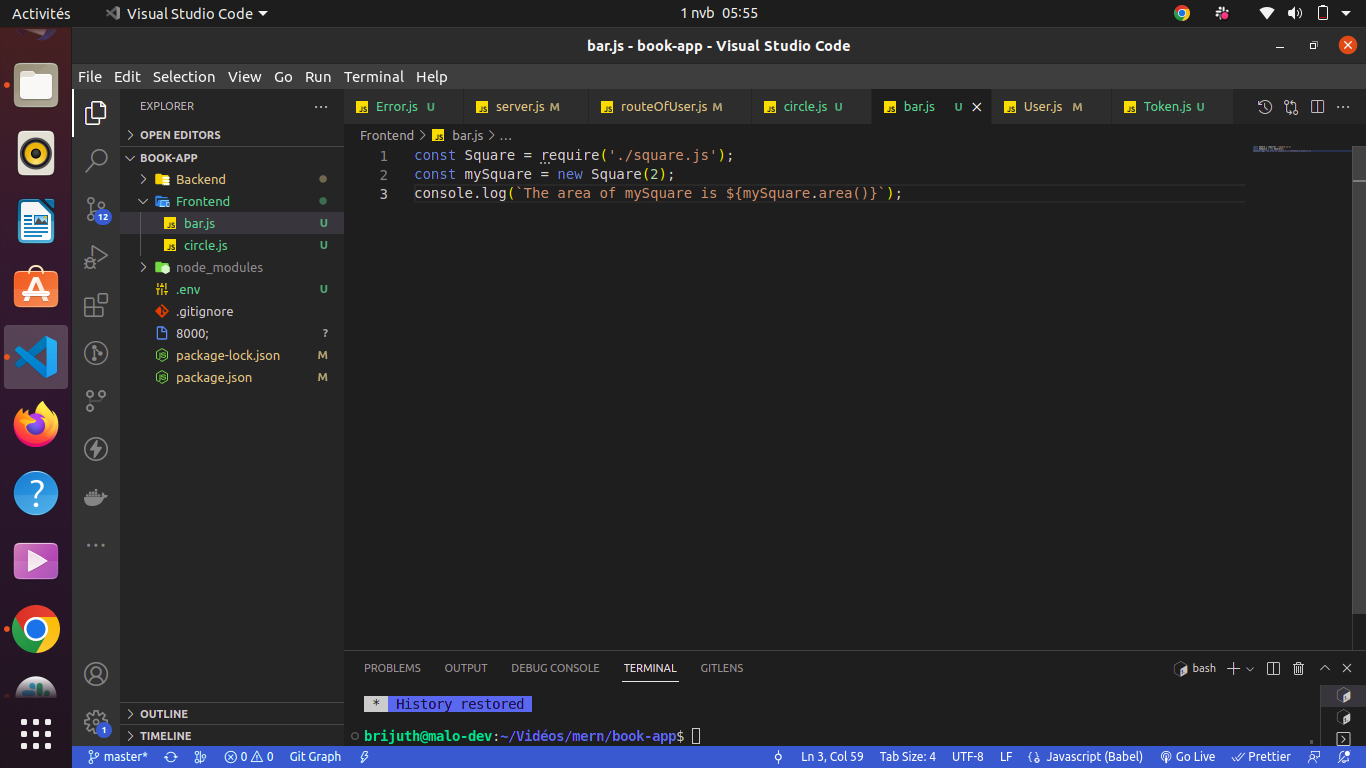 Activités
Visual Studio Code
1 nvb 05:55
bar.js - book-app - Visual Studio Code
File Edit Selection View Go Run Terminal Help
EXPLORER
Error.js U
server.js M
routeOfUser.js M
circle.js U
bar.js U
User.js M
Token.js U
OPEN EDITORS
Frontend > bar.js > ...
BOOK-APP
Backend
Frontend
bar.js U
circle.js U
node_modules
.env U
.gitignore
8000; ?
package-lock.json M
package.json M
12
1 const Square = require('./square.js');
2 const mySquare = new Square(2);
3 console.log(`The area of mySquare is ${mySquare.area()}`);
PROBLEMS OUTPUT DEBUG CONSOLE TERMINAL GITLENS
bash
* History restored
brijuth@malo-dev:~/Vidéos/mern/book-app$
OUTLINE
TIMELINE
1
master* 0 0 Git Graph
Ln 3, Col 59 Tab Size: 4 UTF-8 LF {} Javascript (Babel) Go Live Prettier